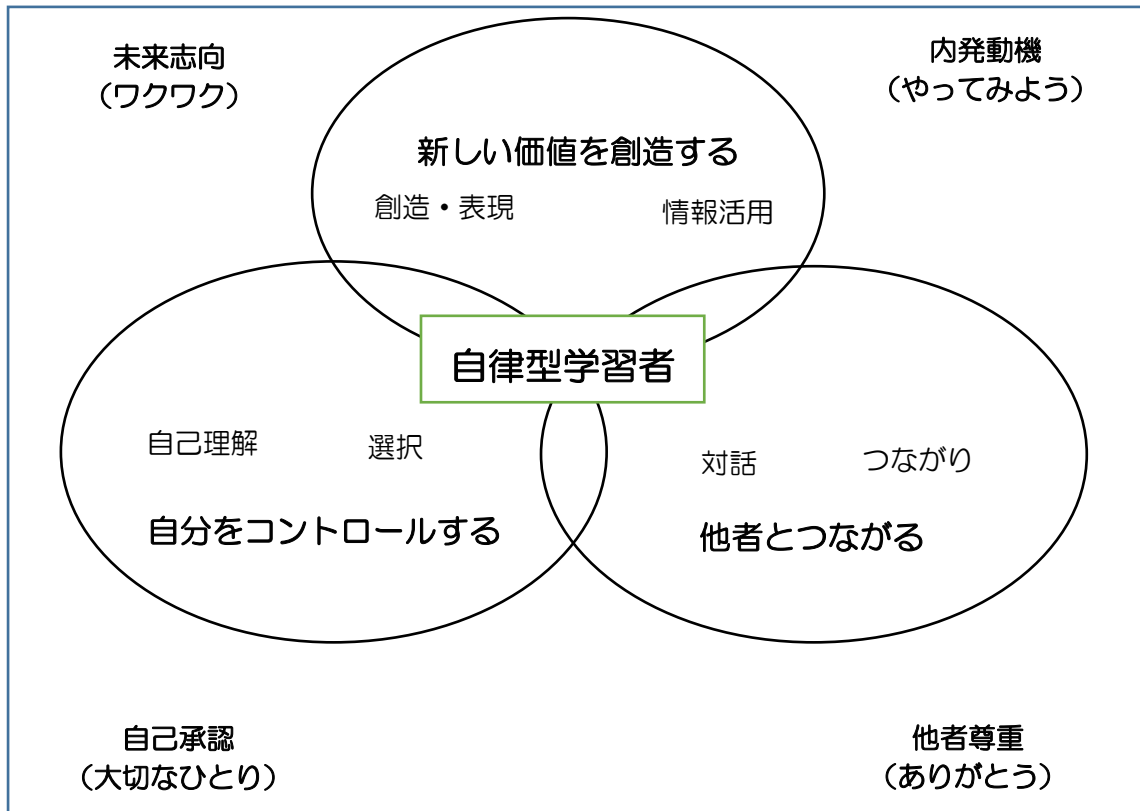 未来志向
(ワクワク)
内発動機
(やってみよう)
新しい価値を創造する
創造・表現
情報活用
自律型学習者
自己理解
選択
自分をコントロールする
対話
つながり
他者とつながる
自己承認
(大切なひとり)
他者尊重
(ありがとう)